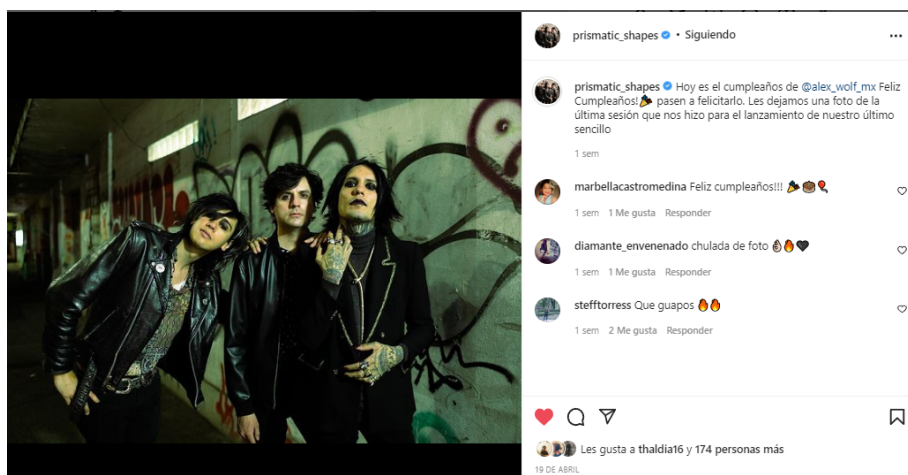 prismatic_shapes • Siguiendo
prismatic_shapes Hoy es el cumpleaños de @alex_wolf_mx Feliz
Cumpleaños!🎉 pasen a felicitarlo. Les dejamos una foto de la
última sesión que nos hizo para el lanzamiento de nuestro último
sencillo
1 sem
marbellacastromedina Feliz cumpleaños!!! 🎉🎂🎈
1 sem 1 Me gusta Responder
diamante_envenenado chulada de foto 👌🔥🖤
1 sem 1 Me gusta Responder
stefftorress Que guapos 🔥🔥
1 sem 2 Me gusta Responder
Les gusta a thaldia16 y 174 personas más
19 DE ABRIL